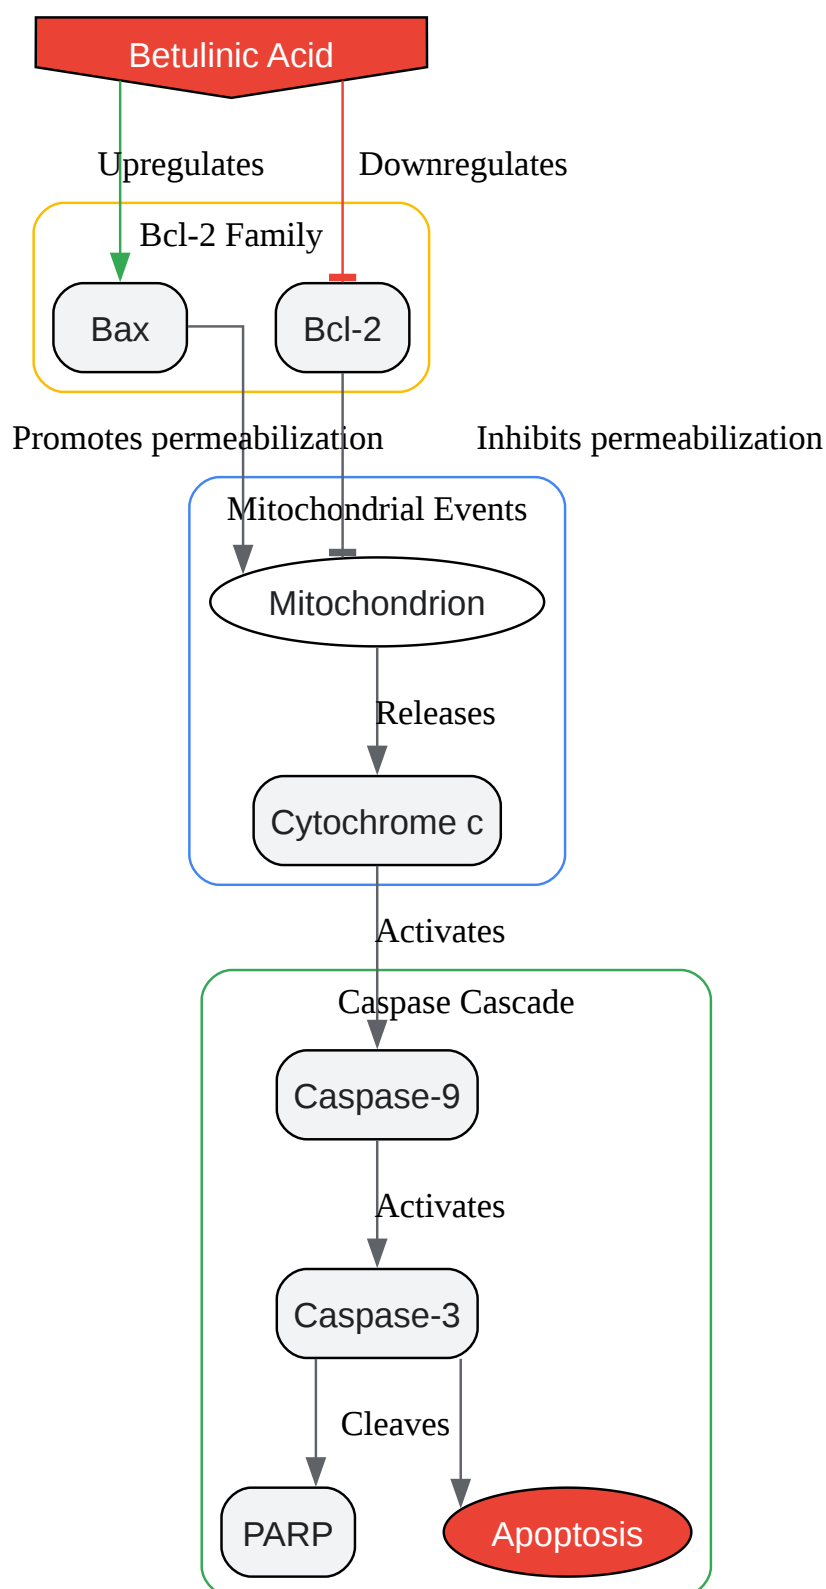 Betulinic Acid
Upregulates
Downregulates
Bcl-2 Family
Bax
Bcl-2
Promotes permeabilization
Inhibits permeabilization
Mitochondrial Events
Mitochondrion
Releases
Cytochrome c
Activates
Caspase Cascade
Caspase-9
Activates
Caspase-3
Cleaves
PARP
Apoptosis